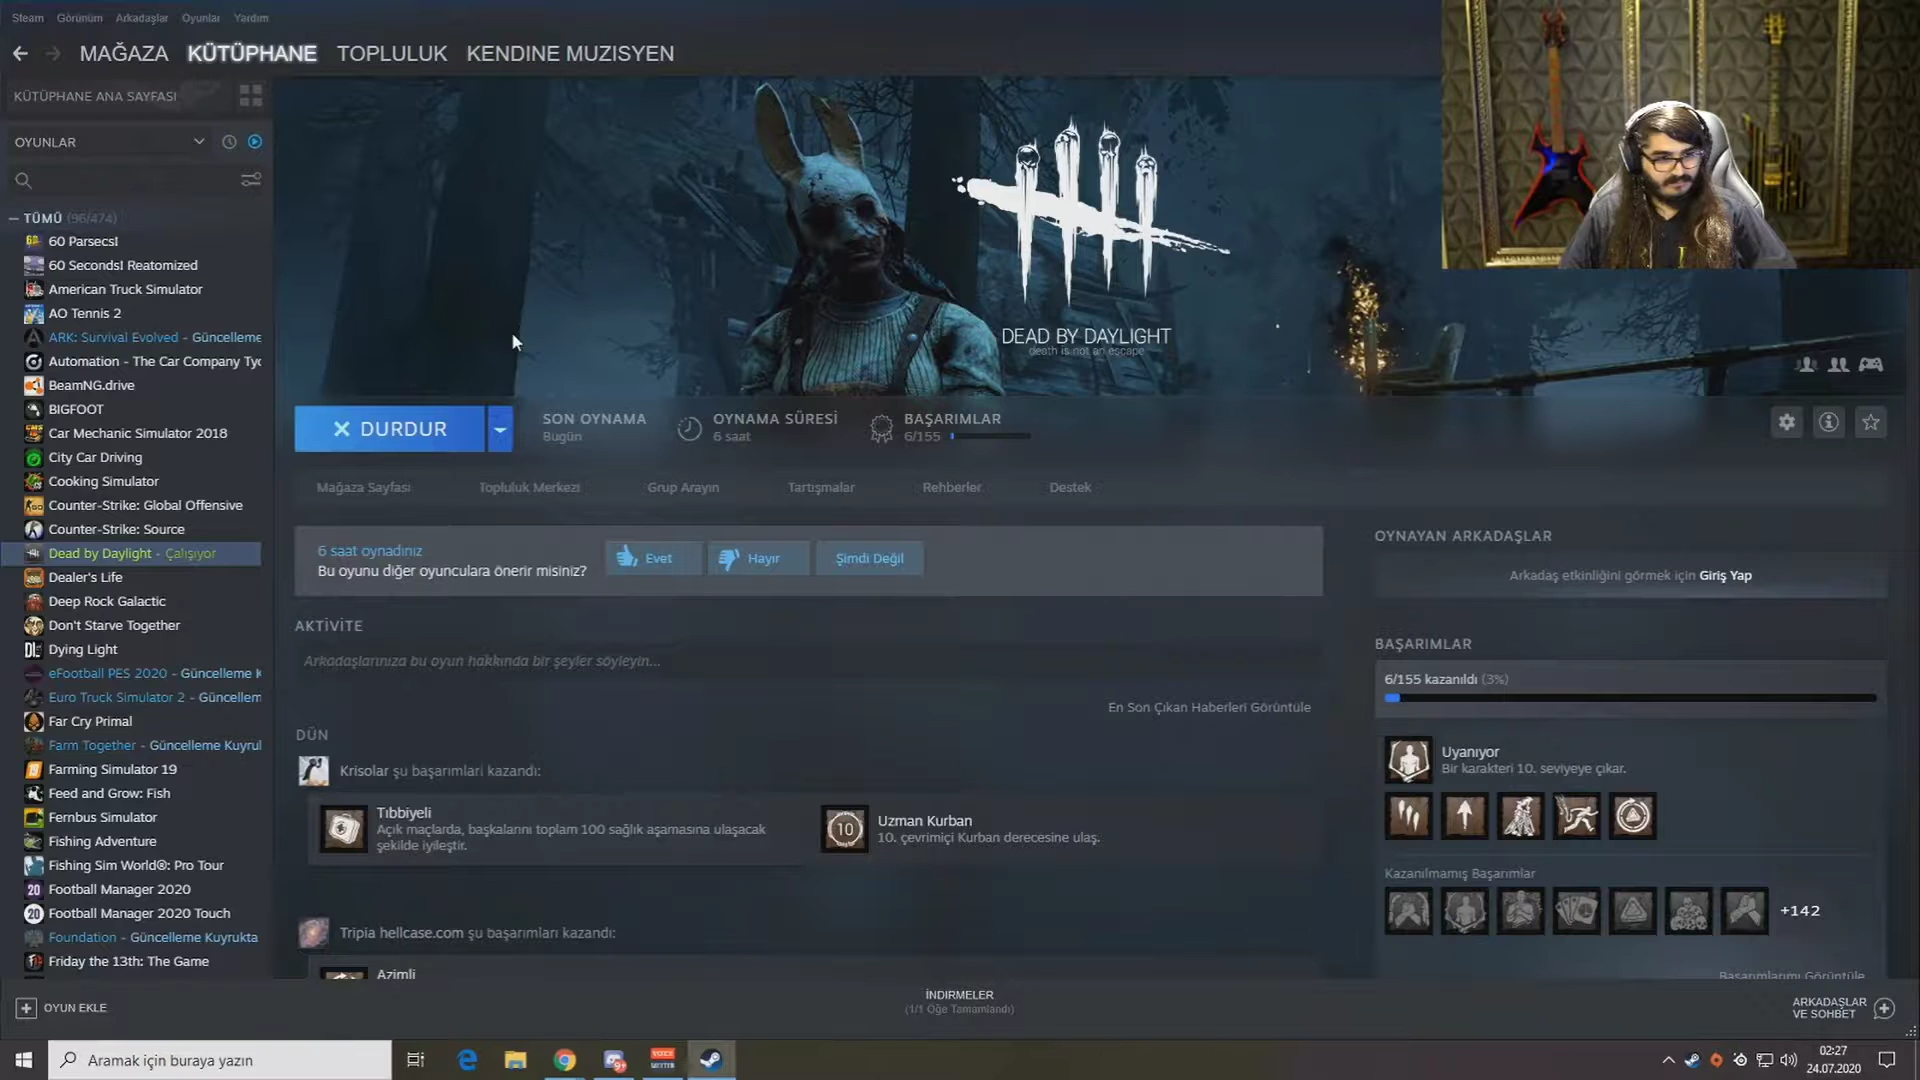 Steam Görünüm Arkadaşlar Oyunlar Yardım
MAĞAZA KÜTÜPHANE TOPLULUK KENDINE MUZISYEN
KÜTÜPHANE ANA SAYFASI
OYUNLAR
TÜMÜ (96/474)
60 Parsecs!
60 Seconds! Reatomized
American Truck Simulator
AO Tennis 2
ARK: Survival Evolved - Güncelleme
Automation - The Car Company Tyc
BeamNG.drive
BIGFOOT
Car Mechanic Simulator 2018
City Car Driving
Cooking Simulator
Counter-Strike: Global Offensive
Counter-Strike: Source
Dead by Daylight - Çalışıyor
Dealer's Life
Deep Rock Galactic
Don't Starve Together
Dying Light
eFootball PES 2020 - Güncelleme K
Euro Truck Simulator 2 - Güncellem
Far Cry Primal
Farm Together - Güncelleme Kuyruk
Farming Simulator 19
Feed and Grow: Fish
Fernbus Simulator
Fishing Adventure
Fishing Sim World®: Pro Tour
Football Manager 2020
Football Manager 2020 Touch
Foundation - Güncelleme Kuyrukta
Friday the 13th: The Game
OYUN EKLE
DEAD BY DAYLIGHT
death is not an escape
DURDUR
SON OYNAMA
Bugün
OYNAMA SÜRESİ
6 saat
BAŞARIMLAR
6/155
Mağaza Sayfası Topluluk Merkezi Grup Arayın Tartışmalar Rehberler Destek
6 saat oynadınız
Bu oyunu diğer oyunculara önerir misiniz?
Evet Hayır Şimdi Değil
AKTİVİTE
Arkadaşlarınıza bu oyun hakkında bir şeyler söyleyin...
En Son Çıkan Haberleri Görüntüle
DÜN
Krisolar şu başarımları kazandı:
Tıbbiyeli
Açık maçlarda, başkalarını toplam 100 sağlık aşamasına ulaşacak
şekilde iyileştir.
10
Uzman Kurban
10. çevrimiçi Kurban derecesine ulaş.
Tripia hellcase.com şu başarımları kazandı:
Azimli
OYNAYAN ARKADAŞLAR
Arkadaş etkinliğini görmek için Giriş Yap
BAŞARIMLAR
6/155 kazanıldı (3%)
Uyanıyor
Bir karakteri 10. seviyeye çıkar.
Kazanılmamış Başarımlar
+142
Başarımlarımı Görüntüle
İNDİRMELER
(1/1 Öğe Tamamlandı)
ARKADAŞLAR
VE SOHBET
Aramak için buraya yazın
9+
VOICE
MEETER
02:27
24.07.2020